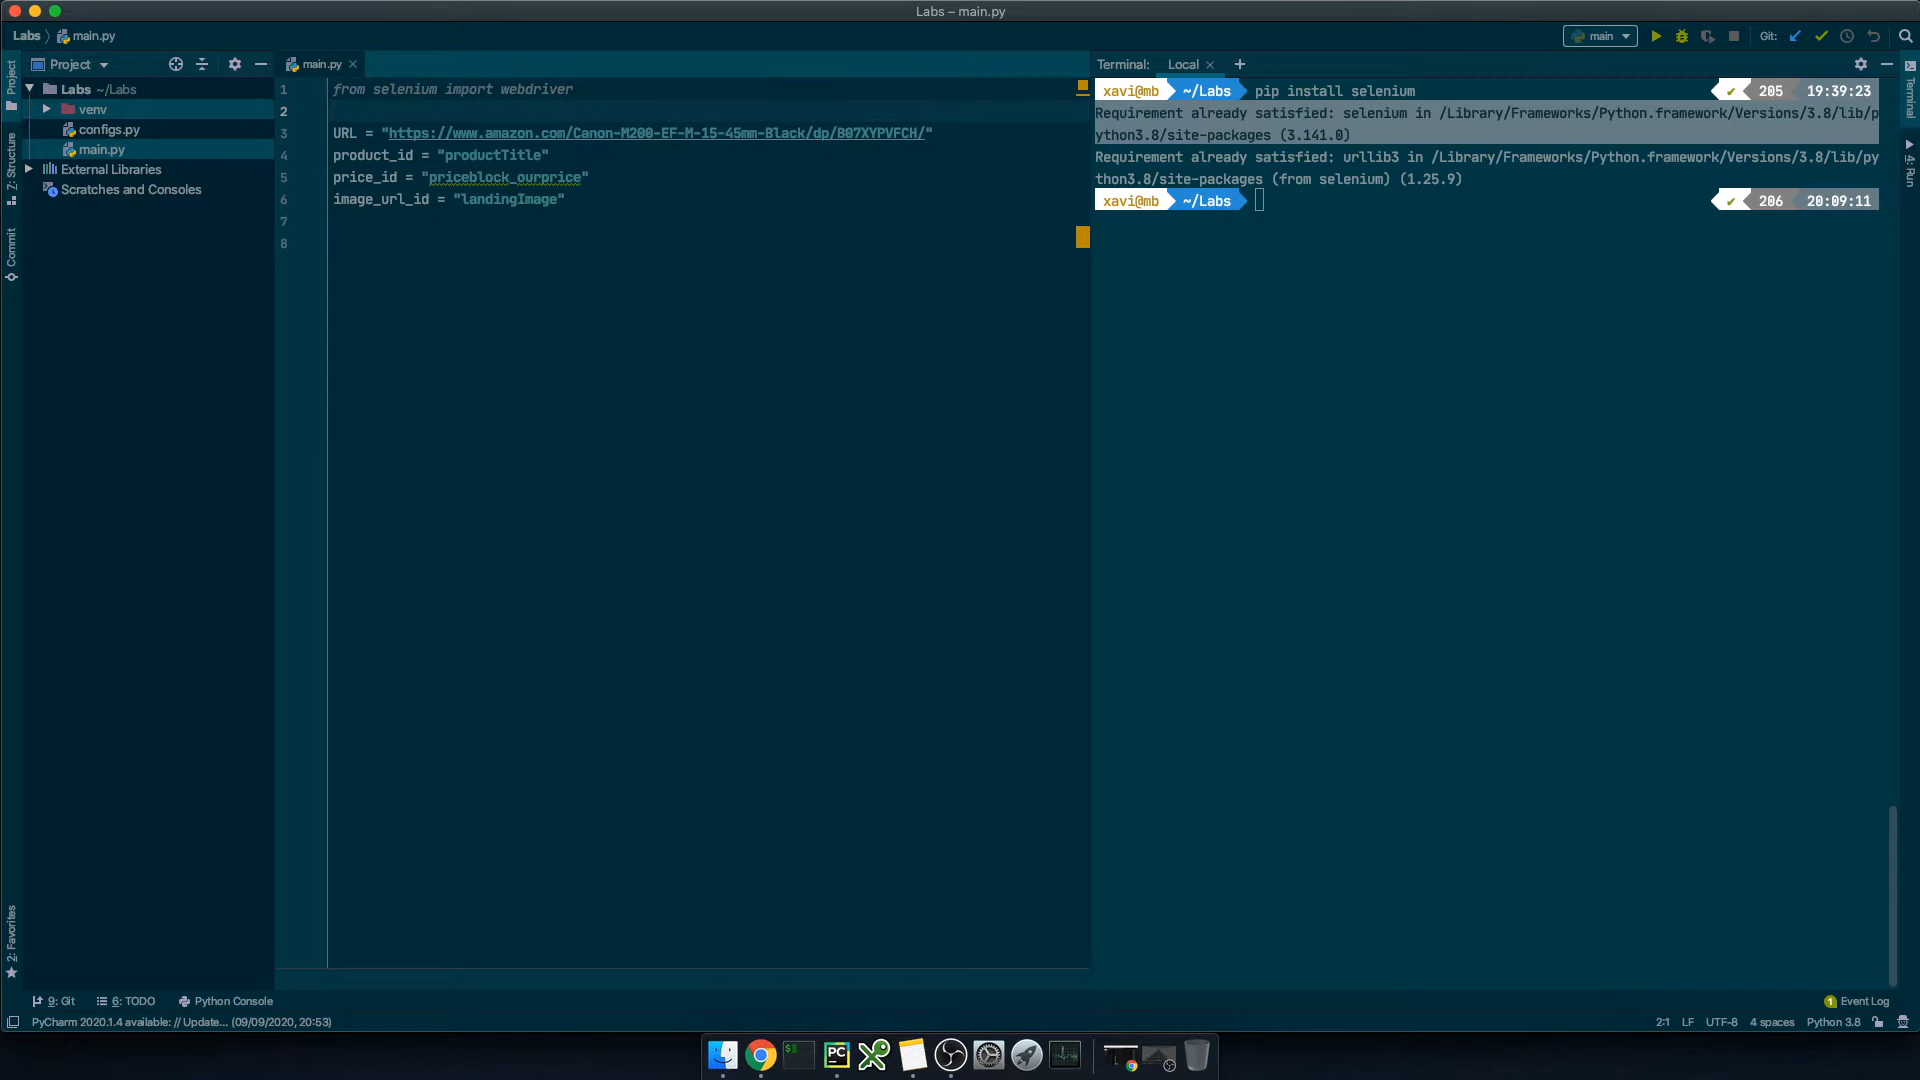 Labs – main.py
Labs main.py
main
Git:
Project
main.py
Terminal: Local +
Labs ~/Labs
venv
configs.py
main.py
External Libraries
Scratches and Consoles
1 from selenium import webdriver
2
3 URL = "https://www.amazon.com/Canon-M200-EF-M-15-45mm-Black/dp/B07XYPVFCH/"
4 product_id = "productTitle"
5 price_id = "priceblock_ourprice"
6 image_url_id = "landingImage"
7
8
xavi@mb ~/Labs pip install selenium ✔ 205 19:39:23
Requirement already satisfied: selenium in /Library/Frameworks/Python.framework/Versions/3.8/lib/p
ython3.8/site-packages (3.141.0)
Requirement already satisfied: urllib3 in /Library/Frameworks/Python.framework/Versions/3.8/lib/py
thon3.8/site-packages (from selenium) (1.25.9)
xavi@mb ~/Labs ✔ 206 20:09:11
Project
Z: Structure
Commit
2: Favorites
Terminal
4: Run
9: Git 6: TODO Python Console
1 Event Log
PyCharm 2020.1.4 available: // Update... (09/09/2020, 20:53)
2:1 LF UTF-8 4 spaces Python 3.8
$
PC